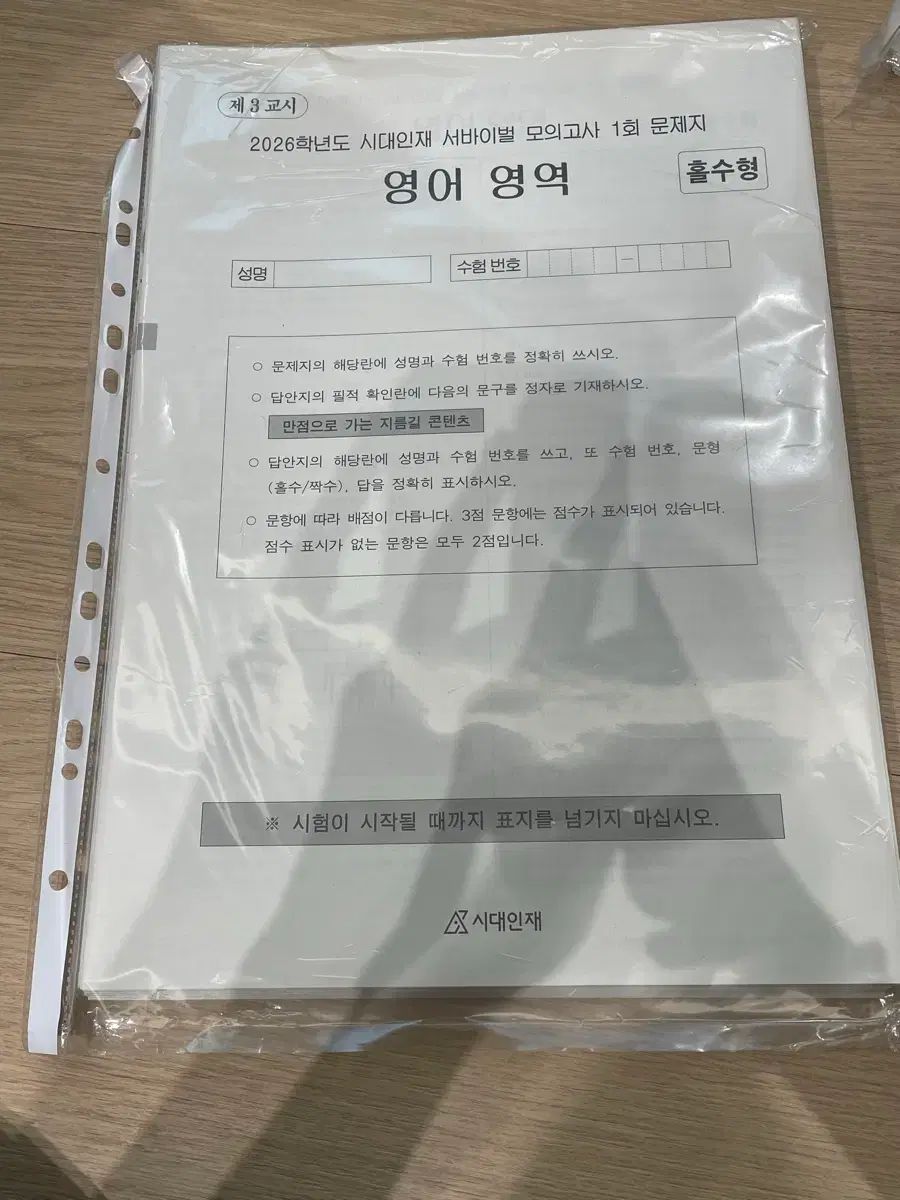 제 3 교시
2026학년도 시대인재 서바이벌 모의고사 1회 문제지
영어 영역
홀수형
성명
수험 번호
—
○ 문제지의 해당란에 성명과 수험 번호를 정확히 쓰시오.
○ 답안지의 필적 확인란에 다음의 문구를 정자로 기재하시오.
만점으로 가는 지름길 콘텐츠
○ 답안지의 해당란에 성명과 수험 번호를 쓰고, 또 수험 번호, 문형
(홀수/짝수), 답을 정확히 표시하시오.
○ 문항에 따라 배점이 다릅니다. 3점 문항에는 점수가 표시되어 있습니다.
점수 표시가 없는 문항은 모두 2점입니다.
※ 시험이 시작될 때까지 표지를 넘기지 마십시오.
시대인재